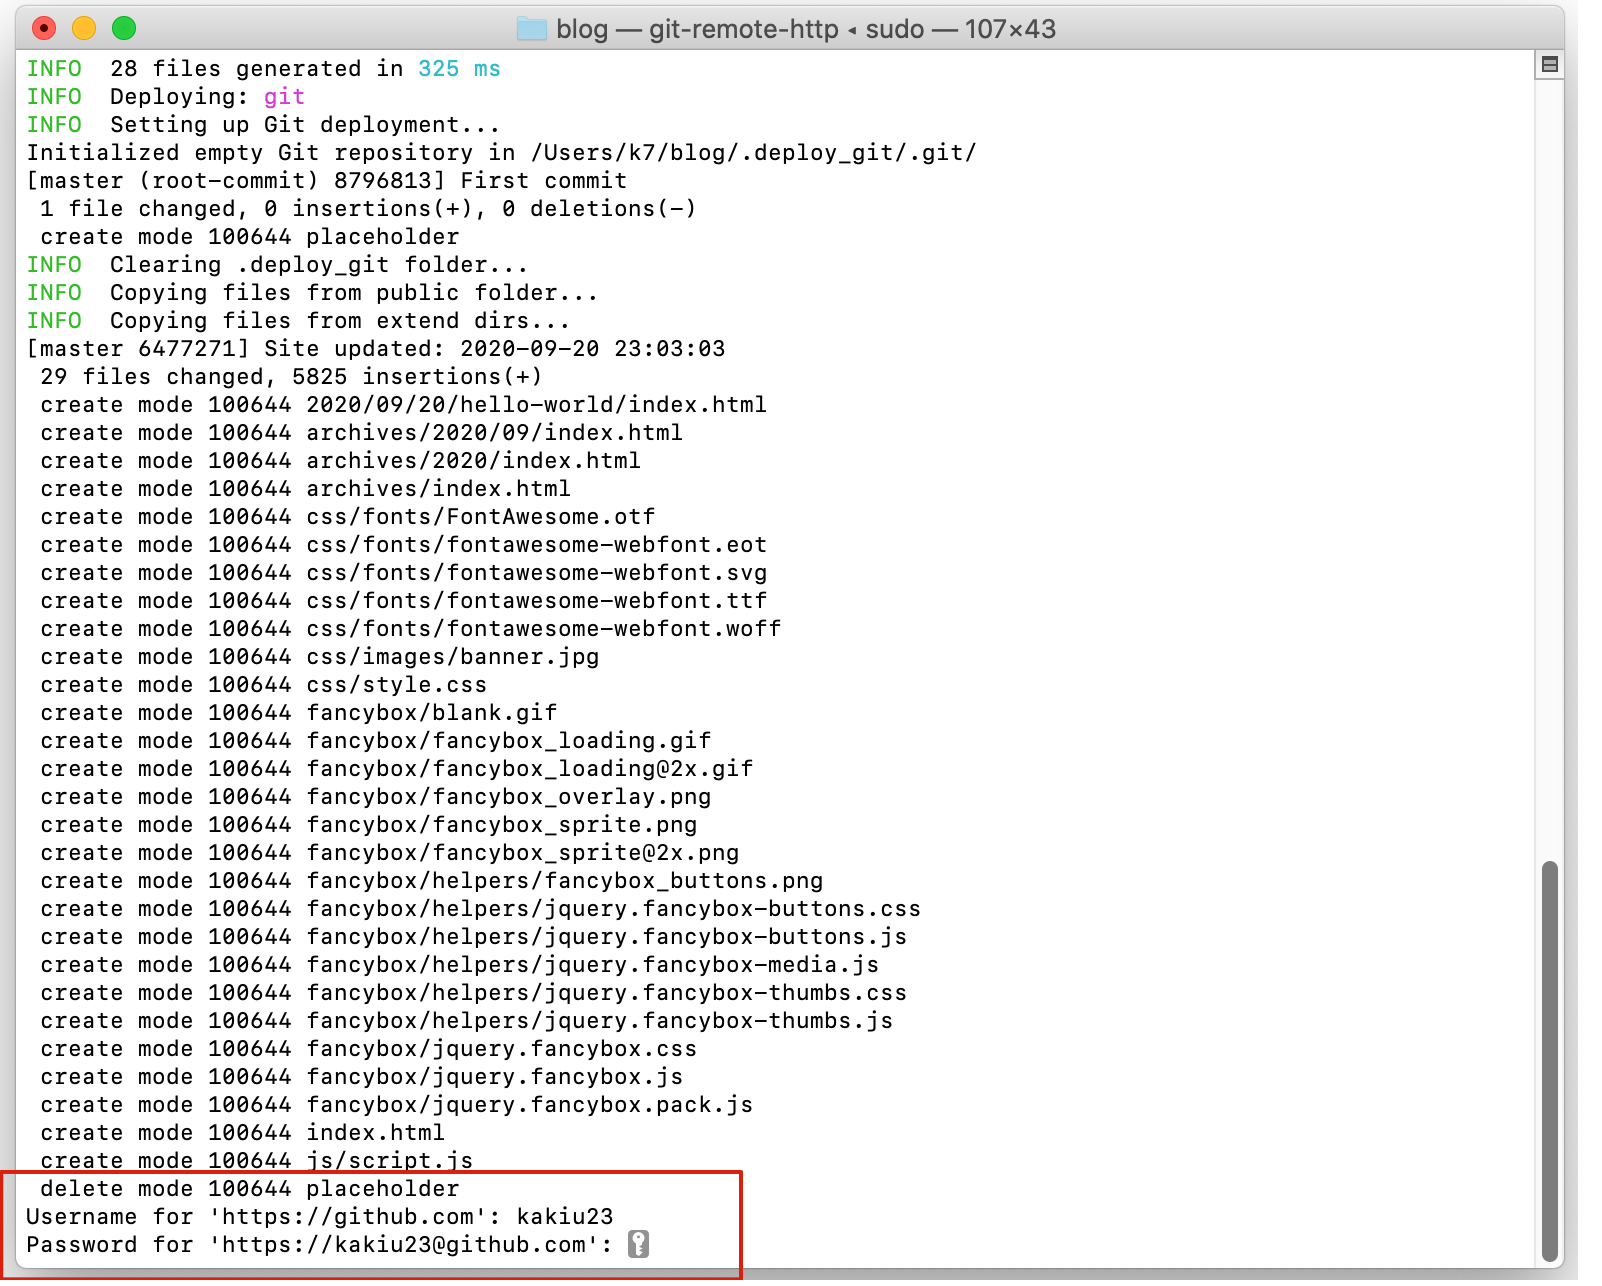 blog — git-remote-http ◂ sudo — 107×43
INFO  28 files generated in 325 ms
INFO  Deploying: git
INFO  Setting up Git deployment...
Initialized empty Git repository in /Users/k7/blog/.deploy_git/.git/
[master (root-commit) 8796813] First commit
 1 file changed, 0 insertions(+), 0 deletions(-)
 create mode 100644 placeholder
INFO  Clearing .deploy_git folder...
INFO  Copying files from public folder...
INFO  Copying files from extend dirs...
[master 6477271] Site updated: 2020-09-20 23:03:03
 29 files changed, 5825 insertions(+)
 create mode 100644 2020/09/20/hello-world/index.html
 create mode 100644 archives/2020/09/index.html
 create mode 100644 archives/2020/index.html
 create mode 100644 archives/index.html
 create mode 100644 css/fonts/FontAwesome.otf
 create mode 100644 css/fonts/fontawesome-webfont.eot
 create mode 100644 css/fonts/fontawesome-webfont.svg
 create mode 100644 css/fonts/fontawesome-webfont.ttf
 create mode 100644 css/fonts/fontawesome-webfont.woff
 create mode 100644 css/images/banner.jpg
 create mode 100644 css/style.css
 create mode 100644 fancybox/blank.gif
 create mode 100644 fancybox/fancybox_loading.gif
 create mode 100644 fancybox/fancybox_loading@2x.gif
 create mode 100644 fancybox/fancybox_overlay.png
 create mode 100644 fancybox/fancybox_sprite.png
 create mode 100644 fancybox/fancybox_sprite@2x.png
 create mode 100644 fancybox/helpers/fancybox_buttons.png
 create mode 100644 fancybox/helpers/jquery.fancybox-buttons.css
 create mode 100644 fancybox/helpers/jquery.fancybox-buttons.js
 create mode 100644 fancybox/helpers/jquery.fancybox-media.js
 create mode 100644 fancybox/helpers/jquery.fancybox-thumbs.css
 create mode 100644 fancybox/helpers/jquery.fancybox-thumbs.js
 create mode 100644 fancybox/jquery.fancybox.css
 create mode 100644 fancybox/jquery.fancybox.js
 create mode 100644 fancybox/jquery.fancybox.pack.js
 create mode 100644 index.html
 create mode 100644 js/script.js
 delete mode 100644 placeholder
Username for 'https://github.com': kakiu23
Password for 'https://kakiu23@github.com':